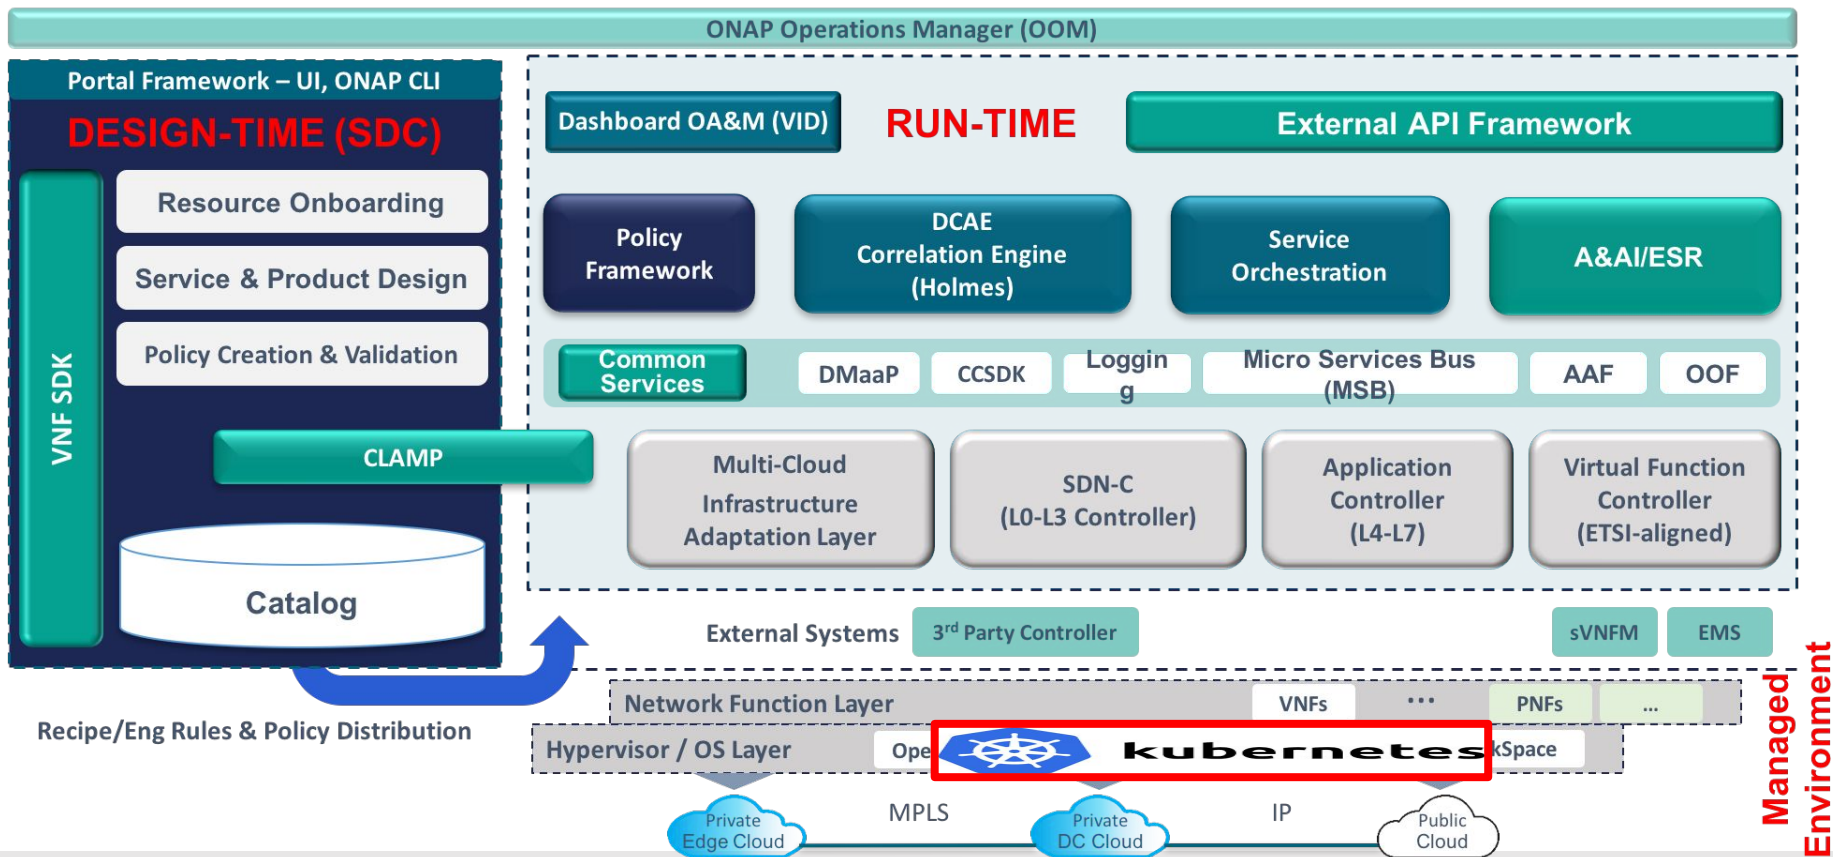 ONAP Operations Manager (OOM)
Portal Framework – UI, ONAP CLI
DESIGN-TIME (SDC)
VNF SDK
Resource Onboarding
Service & Product Design
Policy Creation & Validation
CLAMP
Catalog
Recipe/Eng Rules & Policy Distribution
Dashboard OA&M (VID)
RUN-TIME
External API Framework
Policy
Framework
DCAE
Correlation Engine
(Holmes)
Service
Orchestration
A&AI/ESR
Common
Services
DMaaP
CCSDK
Loggin
g
Micro Services Bus
(MSB)
AAF
OOF
Multi-Cloud
Infrastructure
Adaptation Layer
SDN-C
(L0-L3 Controller)
Application
Controller
(L4-L7)
Virtual Function
Controller
(ETSI-aligned)
External Systems
3rd Party Controller
sVNFM
EMS
Network Function Layer
VNFs
...
PNFs
...
Hypervisor / OS Layer
Ope
kubernetes
kSpace
Managed
Environment
MPLS
IP
Private
Edge Cloud
Private
DC Cloud
Public
Cloud